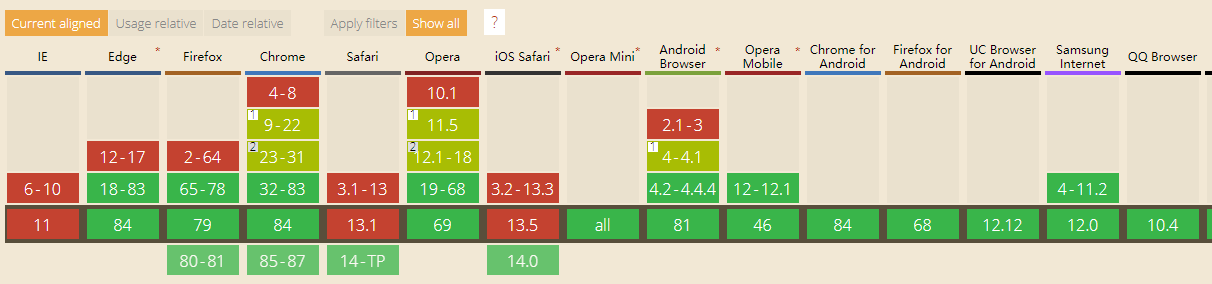 Current aligned Usage relative Date relative Apply filters Show all ?
IE Edge * Firefox Chrome Safari Opera iOS Safari * Opera Mini * Android Browser * Opera Mobile * Chrome for Android Firefox for Android UC Browser for Android Samsung Internet QQ Browser
4-8 10.1
1 9-22 1 11.5 2.1-3
12-17 2-64 2 23-31 2 12.1-18 1 4-4.1
6-10 18-83 65-78 32-83 3.1-13 19-68 3.2-13.3 4.2-4.4.4 12-12.1 4-11.2
11 84 79 84 13.1 69 13.5 all 81 46 84 68 12.12 12.0 10.4
80-81 85-87 14-TP 14.0